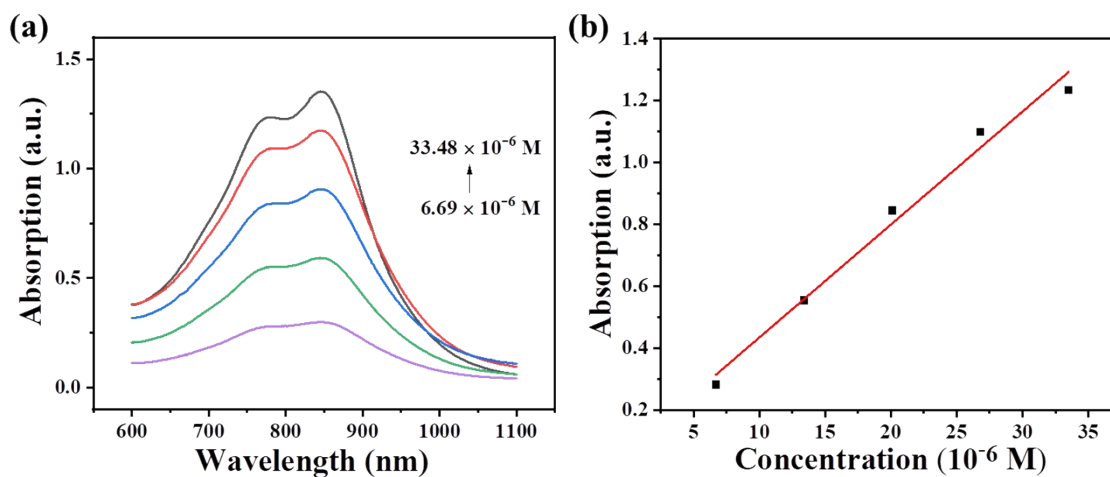 (a)
1.5
1.0
0.5
0.0
Absorption (a.u.)
33.48 × 10⁻⁶ M
6.69 × 10⁻⁶ M
600 700 800 900 1000 1100
Wavelength (nm)
(b)
1.4
1.2
1.0
0.8
0.6
0.4
0.2
Absorption (a.u.)
5 10 15 20 25 30 35
Concentration (10⁻⁶ M)